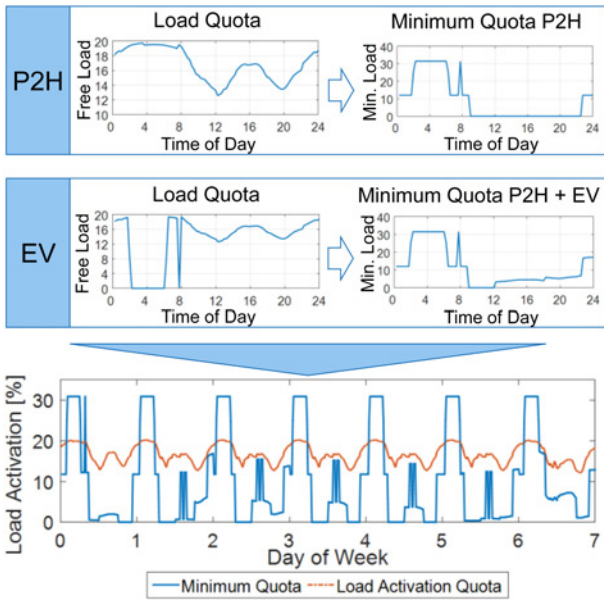 P2H
Load Quota
Free Load
20
18
16
14
12
10
0 4 8 12 16 20 24
Time of Day
Minimum Quota P2H
Min. Load
40
30
20
10
0
0 4 8 12 16 20 24
Time of Day
EV
Load Quota
Free Load
20
16
12
8
4
0
0 4 8 12 16 20 24
Time of Day
Minimum Quota P2H + EV
Min. Load
40
30
20
10
0
0 4 8 12 16 20 24
Time of Day
Load Activation [%]
30
20
10
0
0 1 2 3 4 5 6 7
Day of Week
Minimum Quota Load Activation Quota